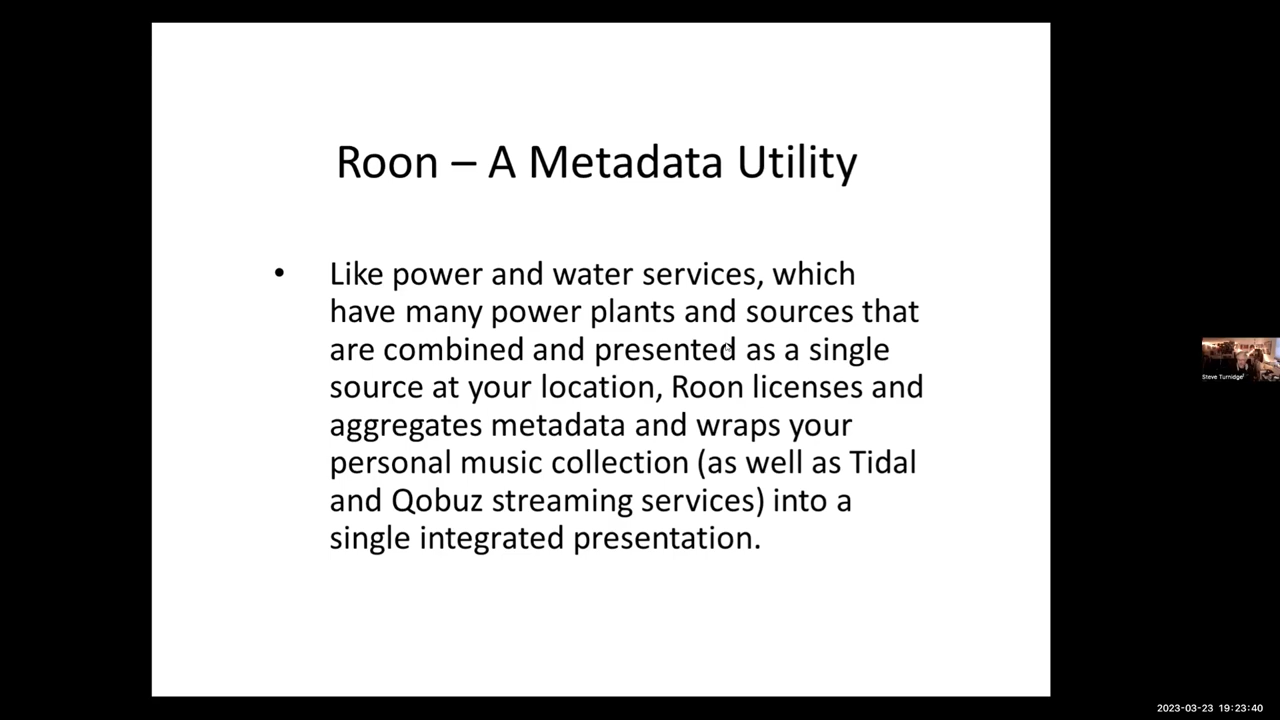 Roon – A Metadata Utility
• Like power and water services, which
have many power plants and sources that
are combined and presented as a single
source at your location, Roon licenses and
aggregates metadata and wraps your
personal music collection (as well as Tidal
and Qobuz streaming services) into a
single integrated presentation.
Steve Turnidge
2023-03-23 19:23:40